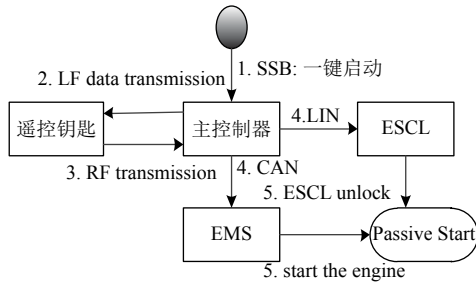 1. SSB: 一键启动
2. LF data transmission
遥控钥匙
主控制器
4.LIN
ESCL
3. RF transmission
4. CAN
5. ESCL unlock
EMS
Passive Start
5. start the engine